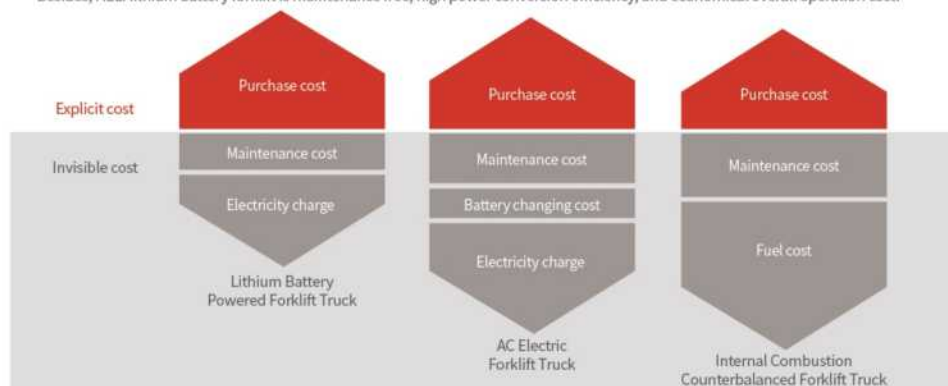 Purchase cost
Purchase cost
Purchase cost
Explicit cost
Invisible cost
Maintenance cost
Maintenance cost
Maintenance cost
Electricity charge
Battery changing cost
Electricity charge
Fuel cost
Lithium Battery
Powered Forklift Truck
AC Electric
Forklift Truck
Internal Combustion
Counterbalanced Forklift Truck